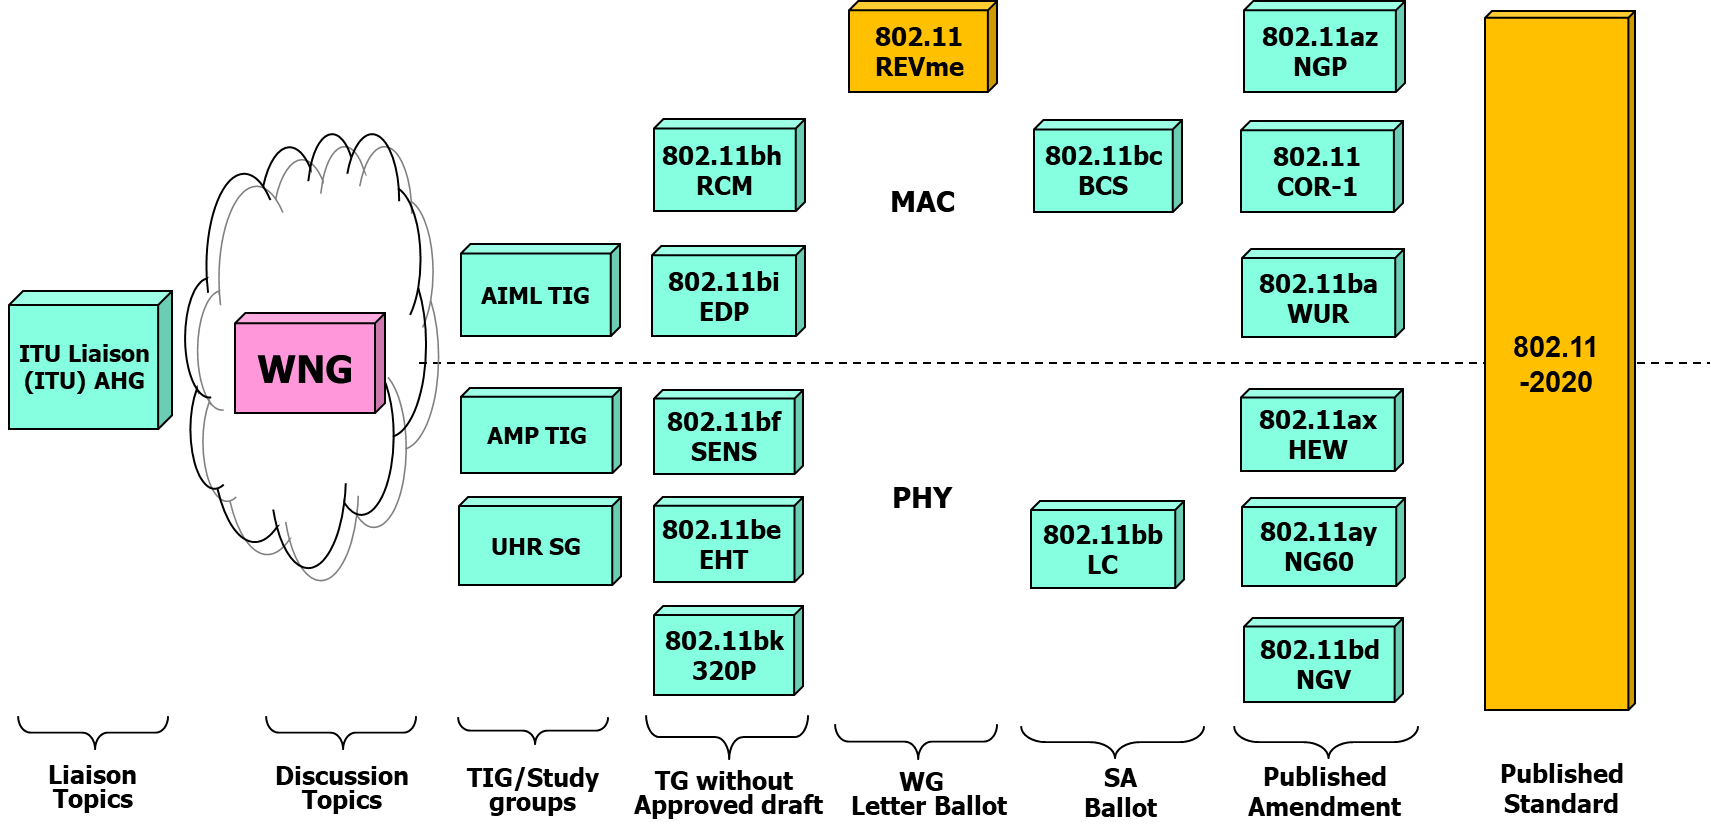 802.11
REVme
802.11az
NGP
802.11bh
RCM
MAC
802.11bc
BCS
802.11
COR-1
AIML TIG
802.11bi
EDP
802.11ba
WUR
ITU Liaison
(ITU) AHG
WNG
802.11
-2020
AMP TIG
802.11bf
SENS
802.11ax
HEW
PHY
UHR SG
802.11be
EHT
802.11bb
LC
802.11ay
NG60
802.11bk
320P
802.11bd
NGV
Liaison
Topics
Discussion
Topics
TIG/Study
groups
TG without
Approved draft
WG
Letter Ballot
SA
Ballot
Published
Amendment
Published
Standard